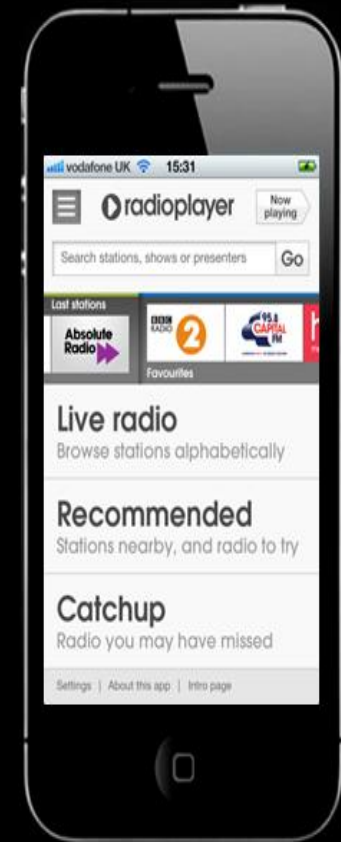 vodafone UK 15:31
radioplayer
Now
playing
Search stations, shows or presenters
Go
Last stations
Absolute
Radio
BBC
RADIO
2
95.8
CAPITAL
FM
h
Favourites
Live radio
Browse stations alphabetically
Recommended
Stations nearby, and radio to try
Catchup
Radio you may have missed
Settings | About this app | Intro page